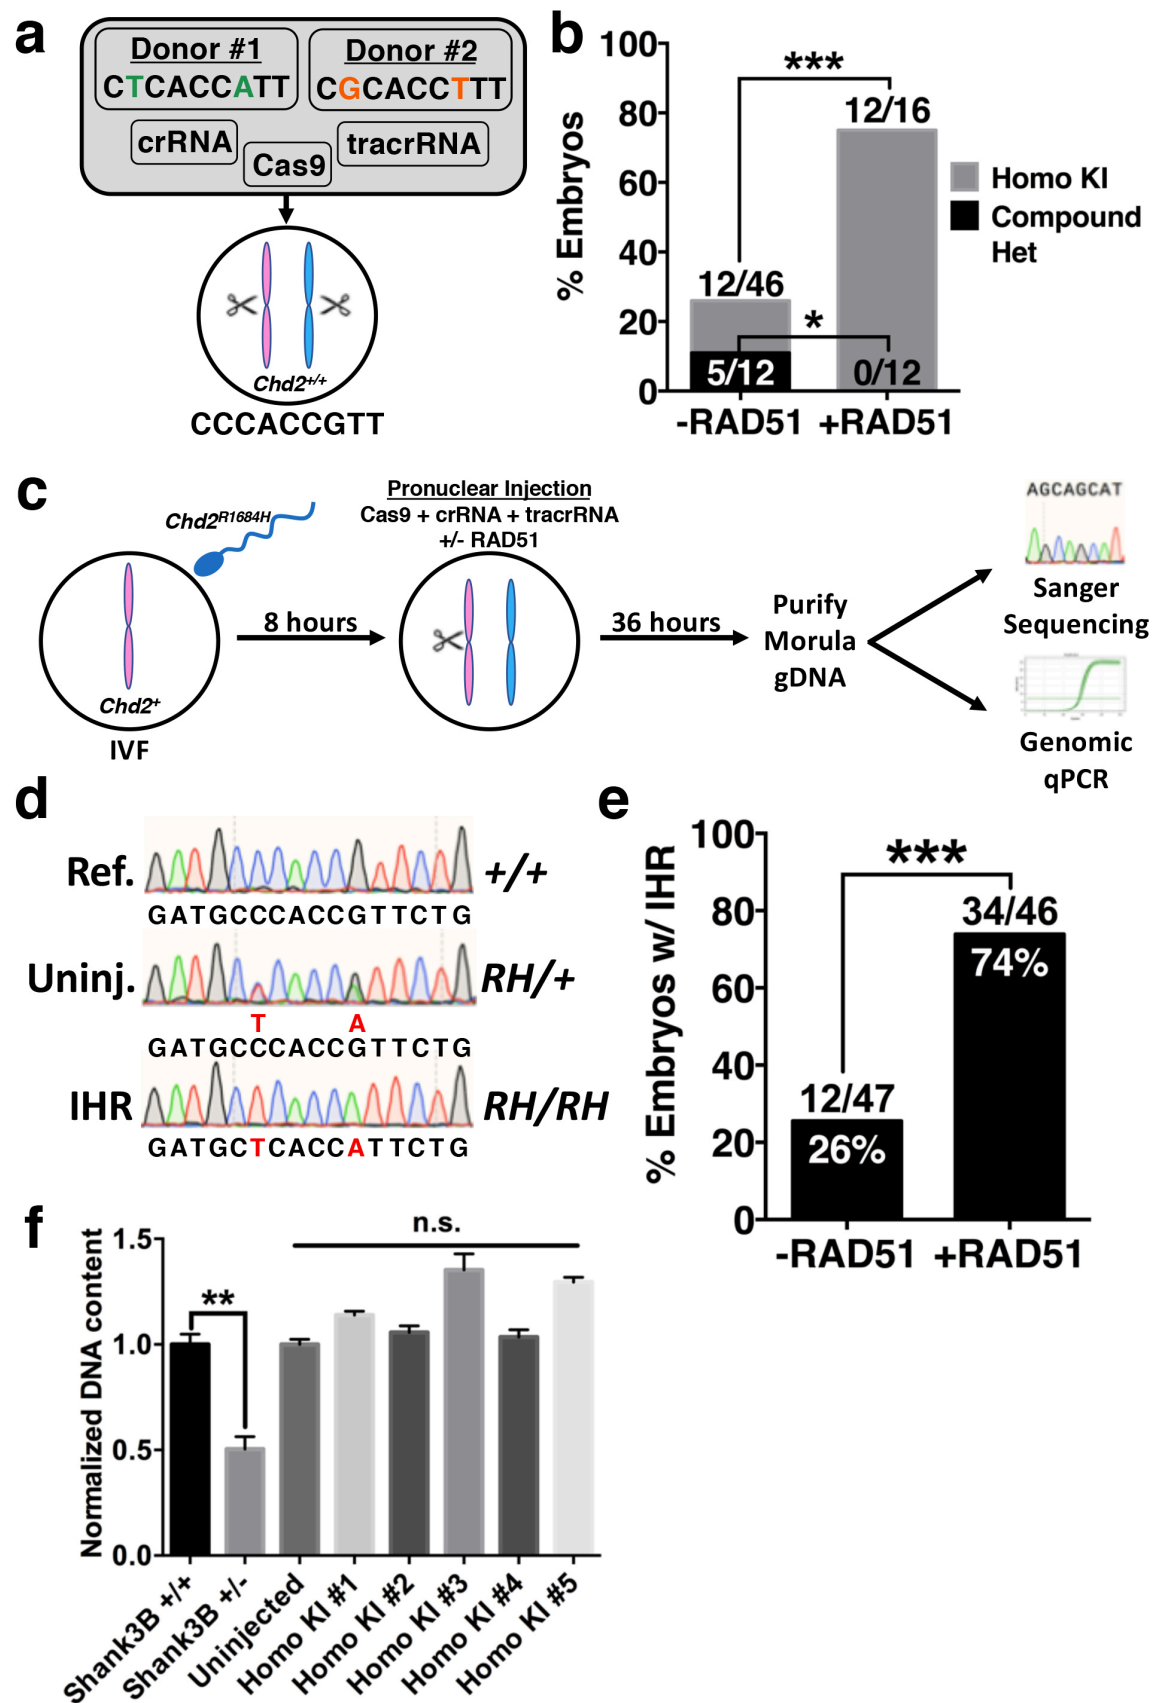 a
Donor #1
CTCACCATT
Donor #2
CGCACCTTT
crRNA
Cas9
tracrRNA
Chd2+/+
CCCACCGTT
b
% Embryos
100
80
60
40
20
0
***
12/16
12/46
*
5/12
0/12
-RAD51
+RAD51
Homo KI
Compound
Het
c
Chd2R1684H
Chd2+
IVF
8 hours
Pronuclear Injection
Cas9 + crRNA + tracrRNA
+/- RAD51
36 hours
Purify
Morula
gDNA
AGCAGCAT
Sanger
Sequencing
Genomic
qPCR
d
Ref.
+/+
GATGCCCACCGTTCTG
Uninj.
RH/+
T A
GATGCCCACCGTTCTG
IHR
RH/RH
GATGCTCACCATTCTG
e
% Embryos w/ IHR
100
80
60
40
20
0
***
34/46
74%
12/47
26%
-RAD51
+RAD51
f
Normalized DNA content
1.5
1.0
0.5
0.0
**
n.s.
Shank3B +/+
Shank3B +/-
Uninjected
Homo KI #1
Homo KI #2
Homo KI #3
Homo KI #4
Homo KI #5